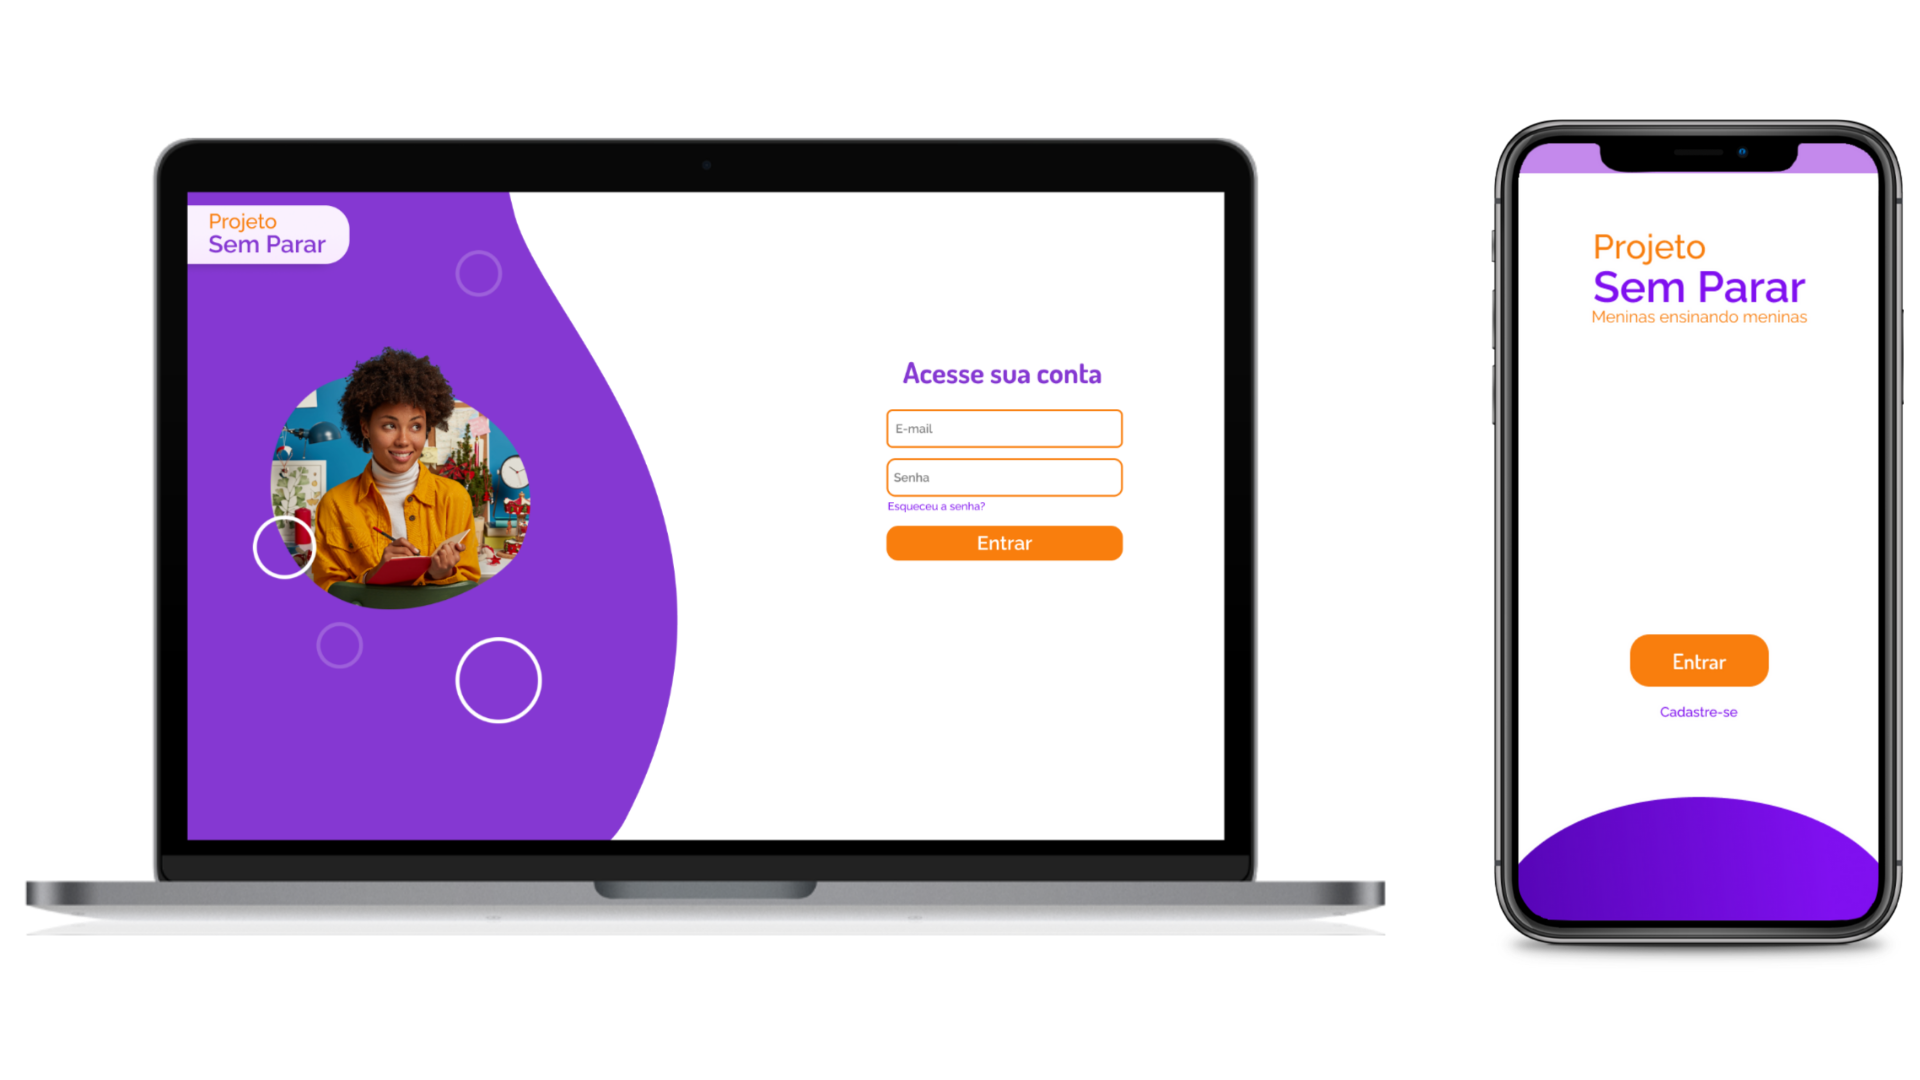 Projeto
Sem Parar
Acesse sua conta
E-mail
Senha
Esqueceu a senha?
Entrar
Projeto
Sem Parar
Meninas ensinando meninas
Entrar
Cadastre-se